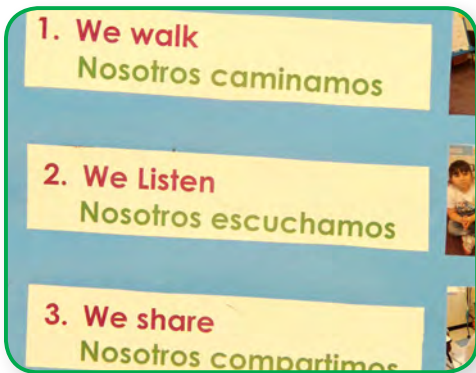 1. We walk
Nosotros caminamos
2. We Listen
Nosotros escuchamos
3. We share
Nosotros compartimos